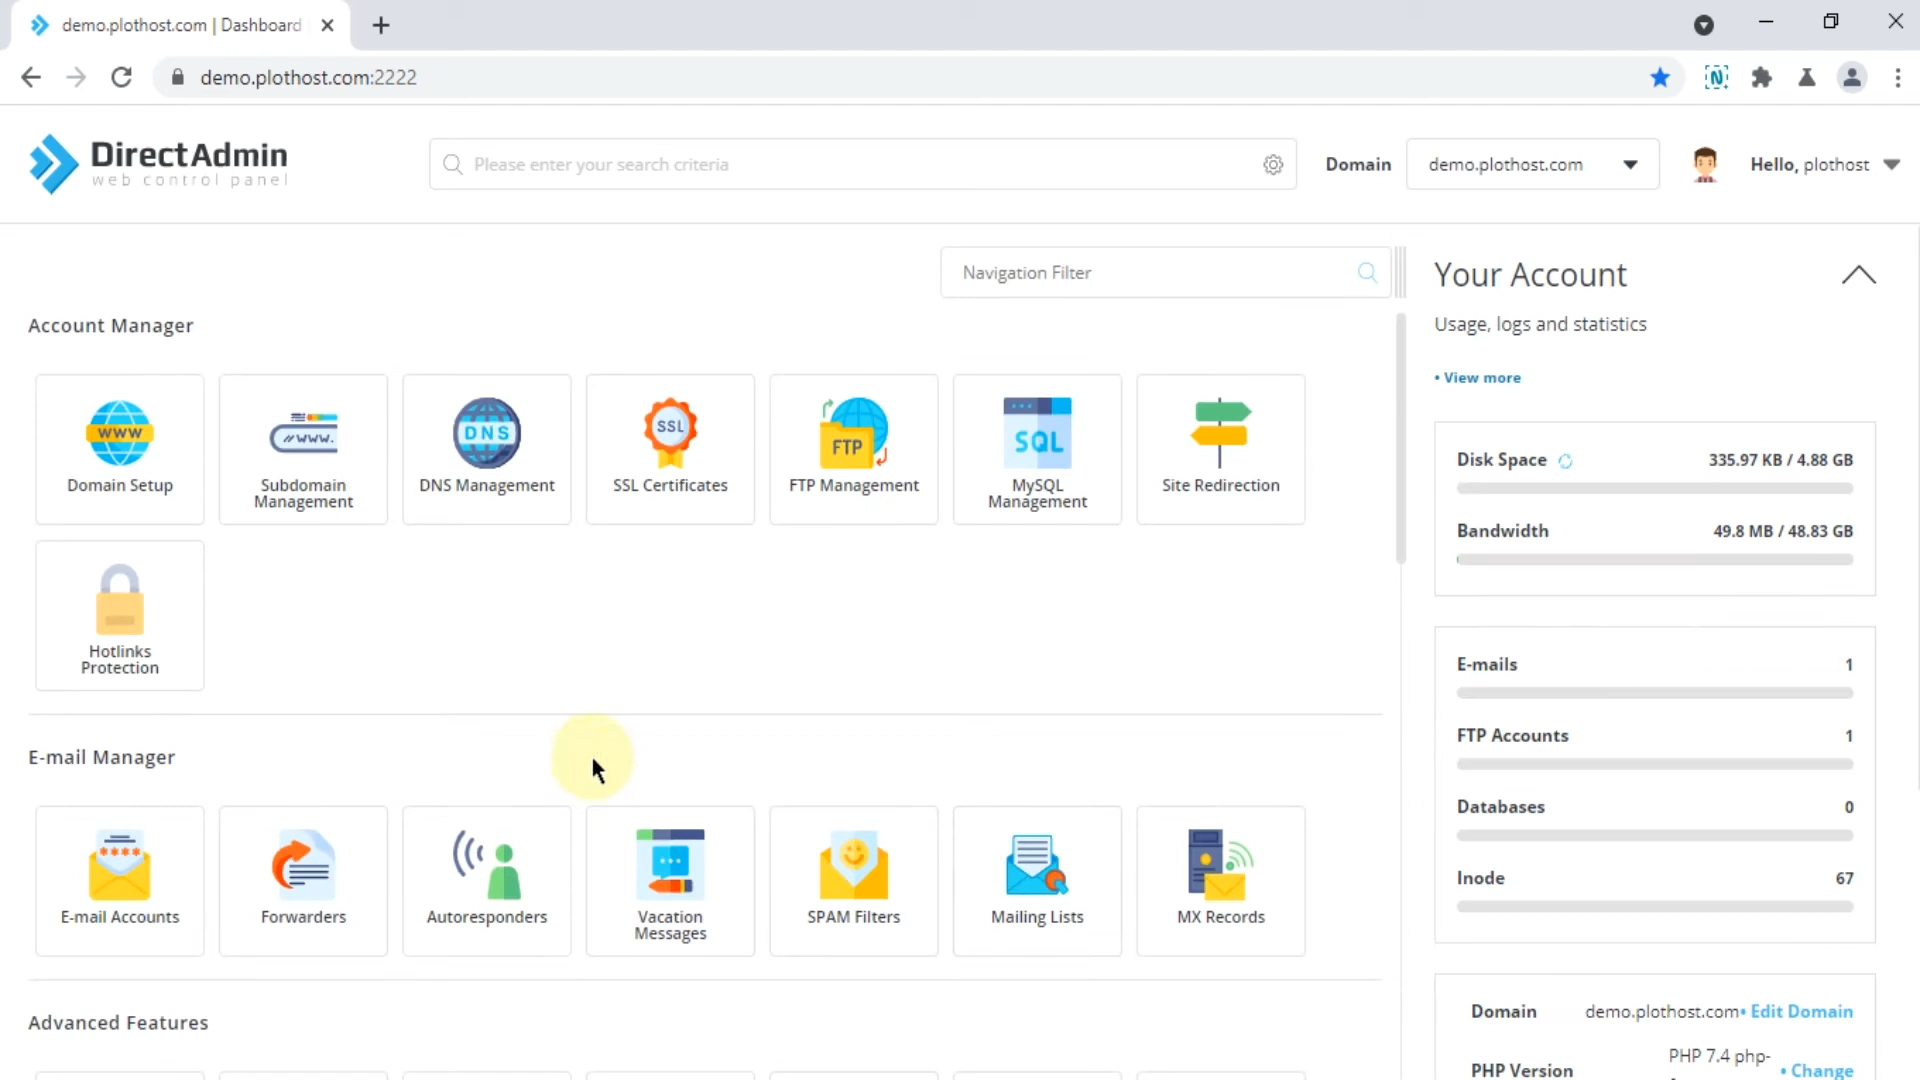 demo.plothost.com | Dashboard
demo.plothost.com:2222
DirectAdmin
web control panel
Please enter your search criteria
Domain
demo.plothost.com
Hello, plothost
Navigation Filter
Account Manager
WWW
Domain Setup
//WWW.
Subdomain
Management
DNS
DNS Management
SSL
SSL Certificates
FTP
FTP Management
SQL
MySQL
Management
Site Redirection
Hotlinks
Protection
E-mail Manager
****
E-mail Accounts
Forwarders
Autoresponders
Vacation
Messages
SPAM Filters
Mailing Lists
MX Records
Advanced Features
Your Account
Usage, logs and statistics
• View more
Disk Space 335.97 KB / 4.88 GB
Bandwidth 49.8 MB / 48.83 GB
E-mails 1
FTP Accounts 1
Databases 0
Inode 67
Domain demo.plothost.com • Edit Domain
PHP Version PHP 7.4 php- • Change